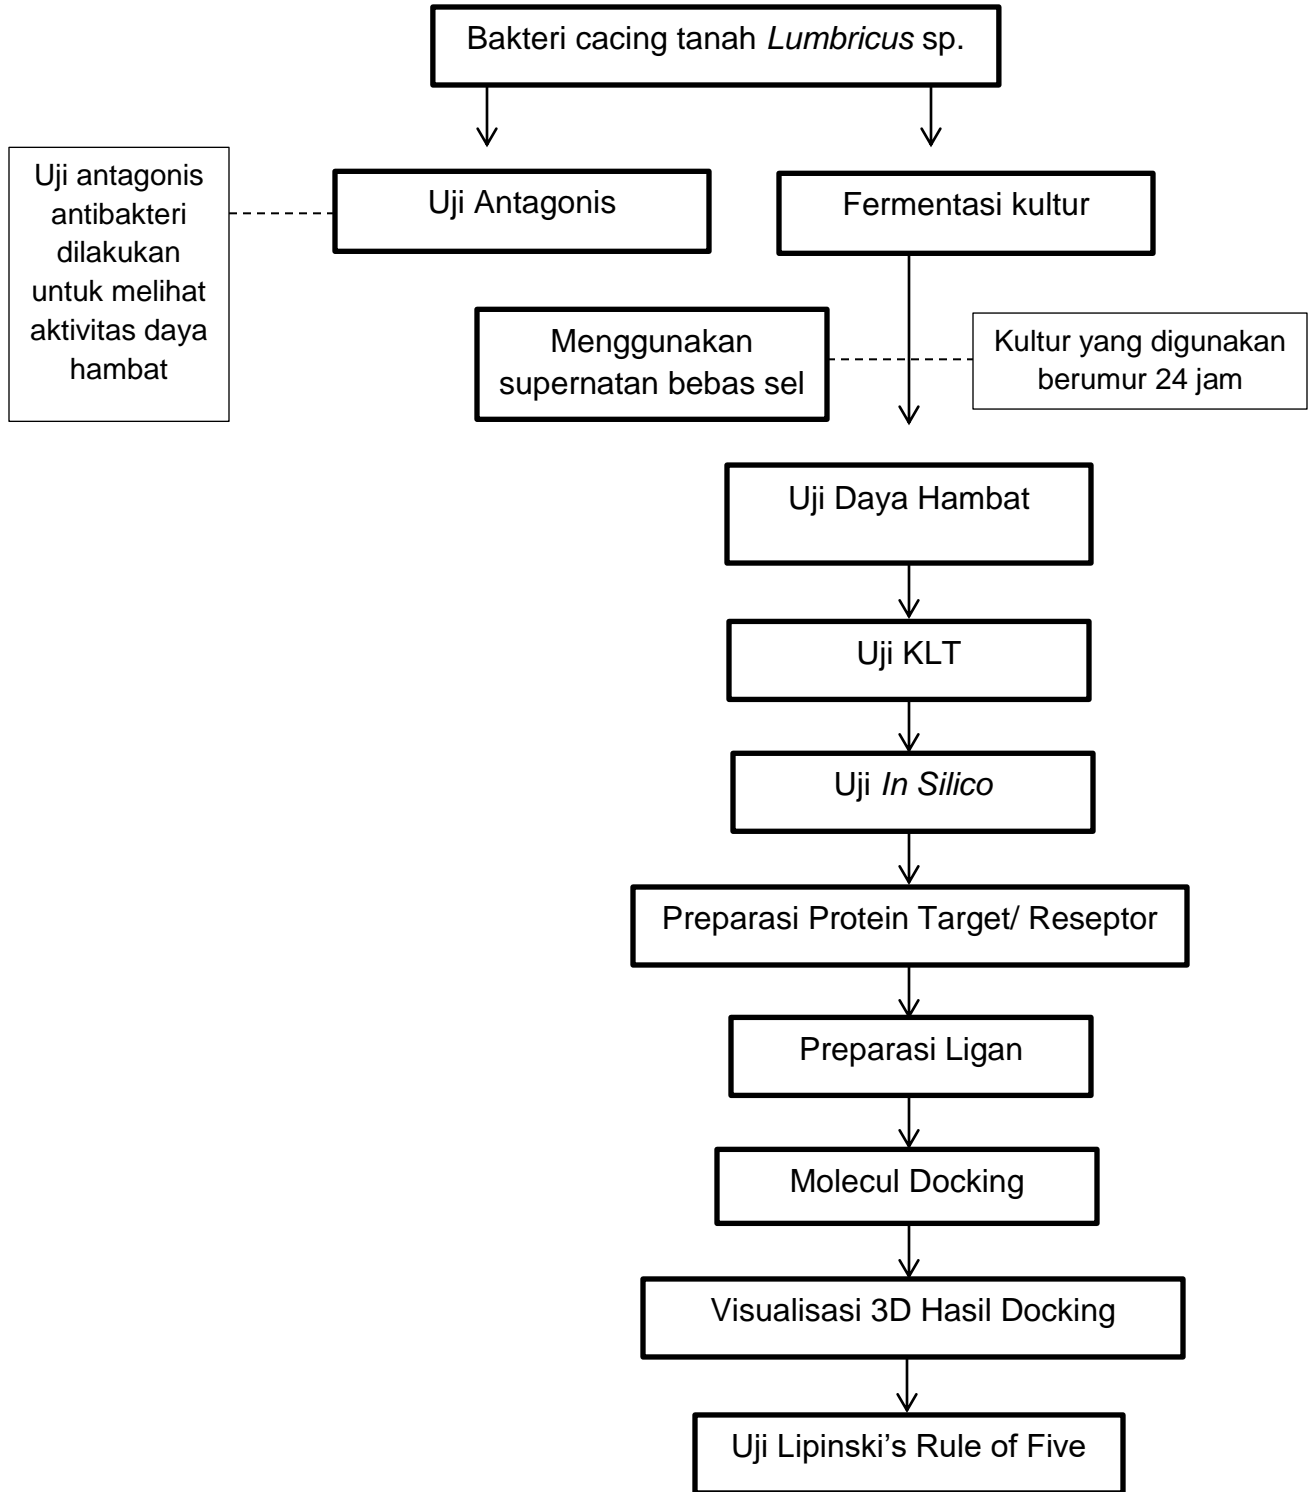 Bakteri cacing tanah Lumbricus sp.
Uji antagonis
antibakteri
dilakukan
untuk melihat
aktivitas daya
hambat
Uji Antagonis
Fermentasi kultur
Menggunakan
supernatan bebas sel
Kultur yang digunakan
berumur 24 jam
Uji Daya Hambat
Uji KLT
Uji In Silico
Preparasi Protein Target/ Reseptor
Preparasi Ligan
Molecul Docking
Visualisasi 3D Hasil Docking
Uji Lipinski’s Rule of Five